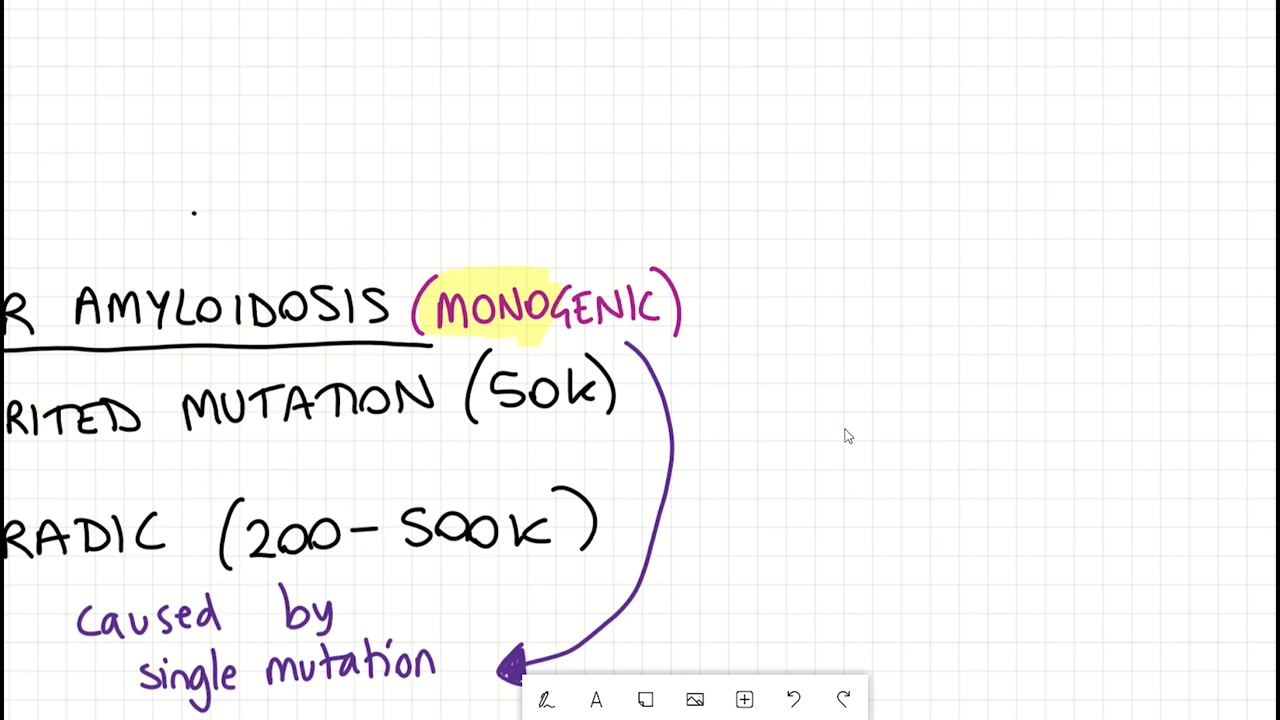 R AMYLOIDOSIS (MONOGENIC)
RITED MUTATION (50K)
RADIC (200-500K)
caused by
single mutation